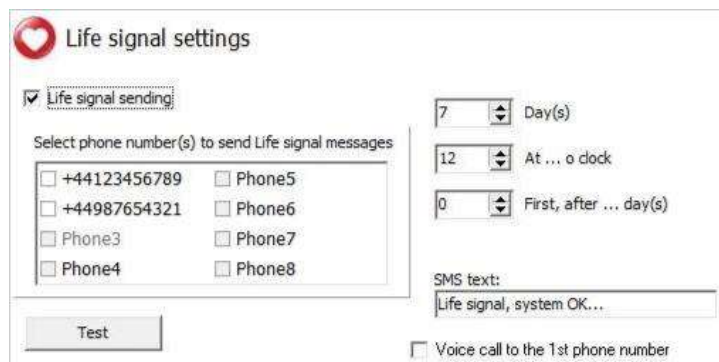 Life signal settings
Life signal sending
Select phone number(s) to send Life signal messages
+44123456789 Phone5
+44987654321 Phone6
Phone3 Phone7
Phone4 Phone8
Test
7 Day(s)
12 At ... o clock
0 First, after ... day(s)
SMS text:
Life signal, system OK...
Voice call to the 1st phone number